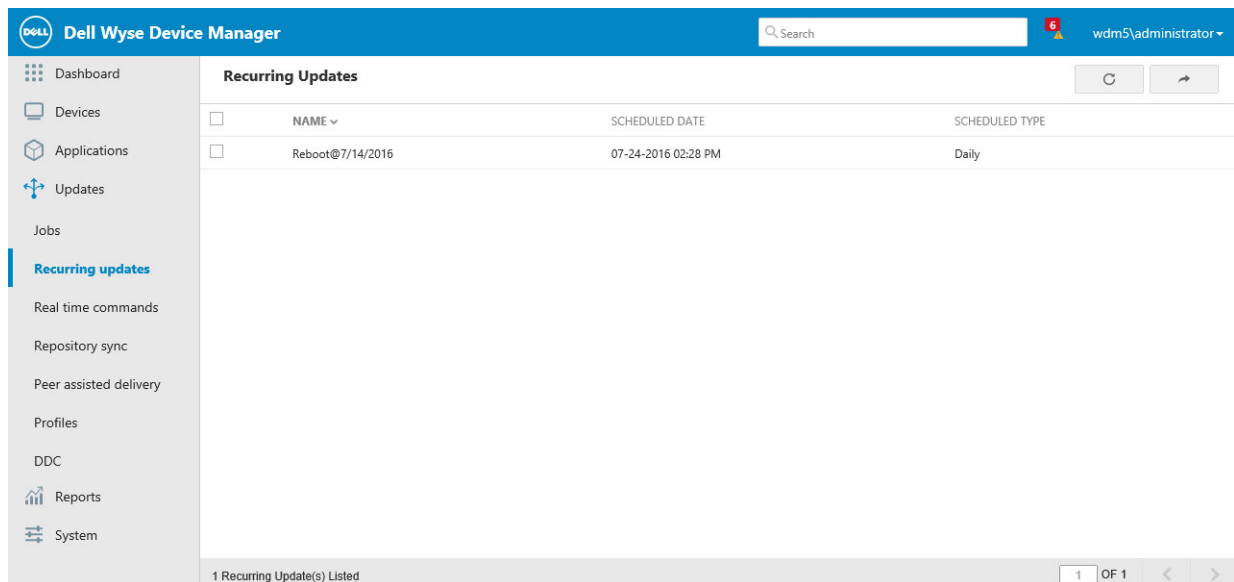 DELL Dell Wyse Device Manager Search 6 wdm5\administrator
Dashboard
Devices
Applications
Updates
Jobs
Recurring updates
Real time commands
Repository sync
Peer assisted delivery
Profiles
DDC
Reports
System
Recurring Updates
NAME SCHEDULED DATE SCHEDULED TYPE
Reboot@7/14/2016 07-24-2016 02:28 PM Daily
1 Recurring Update(s) Listed 1 OF 1